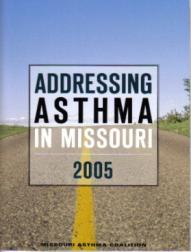 ADDRESSING
ASTHMA
IN MISSOURI
2005
MISSOURI ASTHMA COALITION